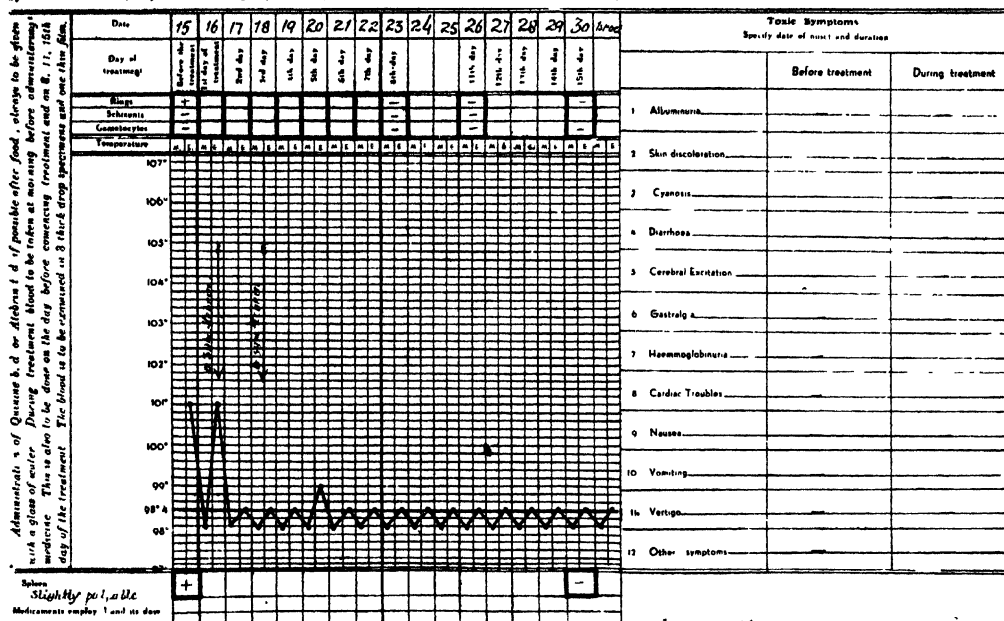 Administrati n of Quinine b. d or Atebrin t d if possible after food, always to be given
with a glass of water During treatment blood to be taken at morning before administering
medicine This is also to be done on the day before comencing treatment and on 8, 11, 15th
day of the treatment The blood is to be examined in 3 thick drop specimens and one thin film
Date 15 16 17 18 19 20 21 22 23 24 25 26 27 28 29 30
Day of treatment
Before the treatment
1st day of treatment
2nd day
3rd day
4th day
5th day
6th day
7th day
8th day
11th day
12th day
13th day
14th day
15th day
Rings + - - -
Schizonts - - -
Gametocytes - - - -
Temperature
107°
106°
105°
104°
103°
102°
101°
100°
99°
98° 4
98°
Spleen + -
Slightly palpable
Medicaments employ d and its dose
Toxic Symptoms
Specify date of onset and duration
Before treatment During treatment
1 Albuminuria
2 Skin discoloration
3 Cyanosis
4 Diarrhoea
5 Cerebral Excitation
6 Gastralg a
7 Haemmoglobinuria
8 Cardiac Troubles
9 Nausea
10 Vomiting
11 Vertigo
12 Other symptoms